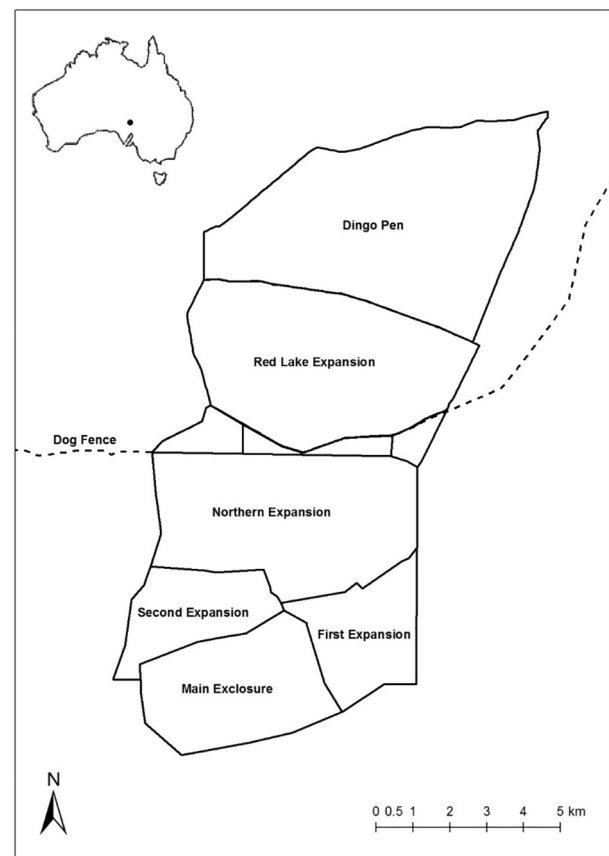 Dingo Pen
Red Lake Expansion
Dog Fence
Northern Expansion
Second Expansion
First Expansion
Main Exclosure
N
0 0.5 1 2 3 4 5 km